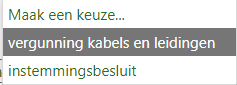 Maak een keuze...
vergunning kabels en leidingen
instemmingsbesluit